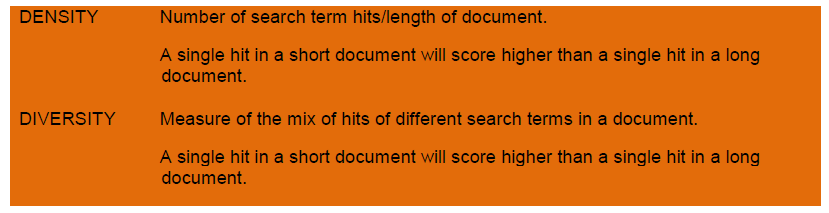 DENSITY Number of search term hits/length of document.
A single hit in a short document will score higher than a single hit in a long
document.
DIVERSITY Measure of the mix of hits of different search terms in a document.
A single hit in a short document will score higher than a single hit in a long
document.